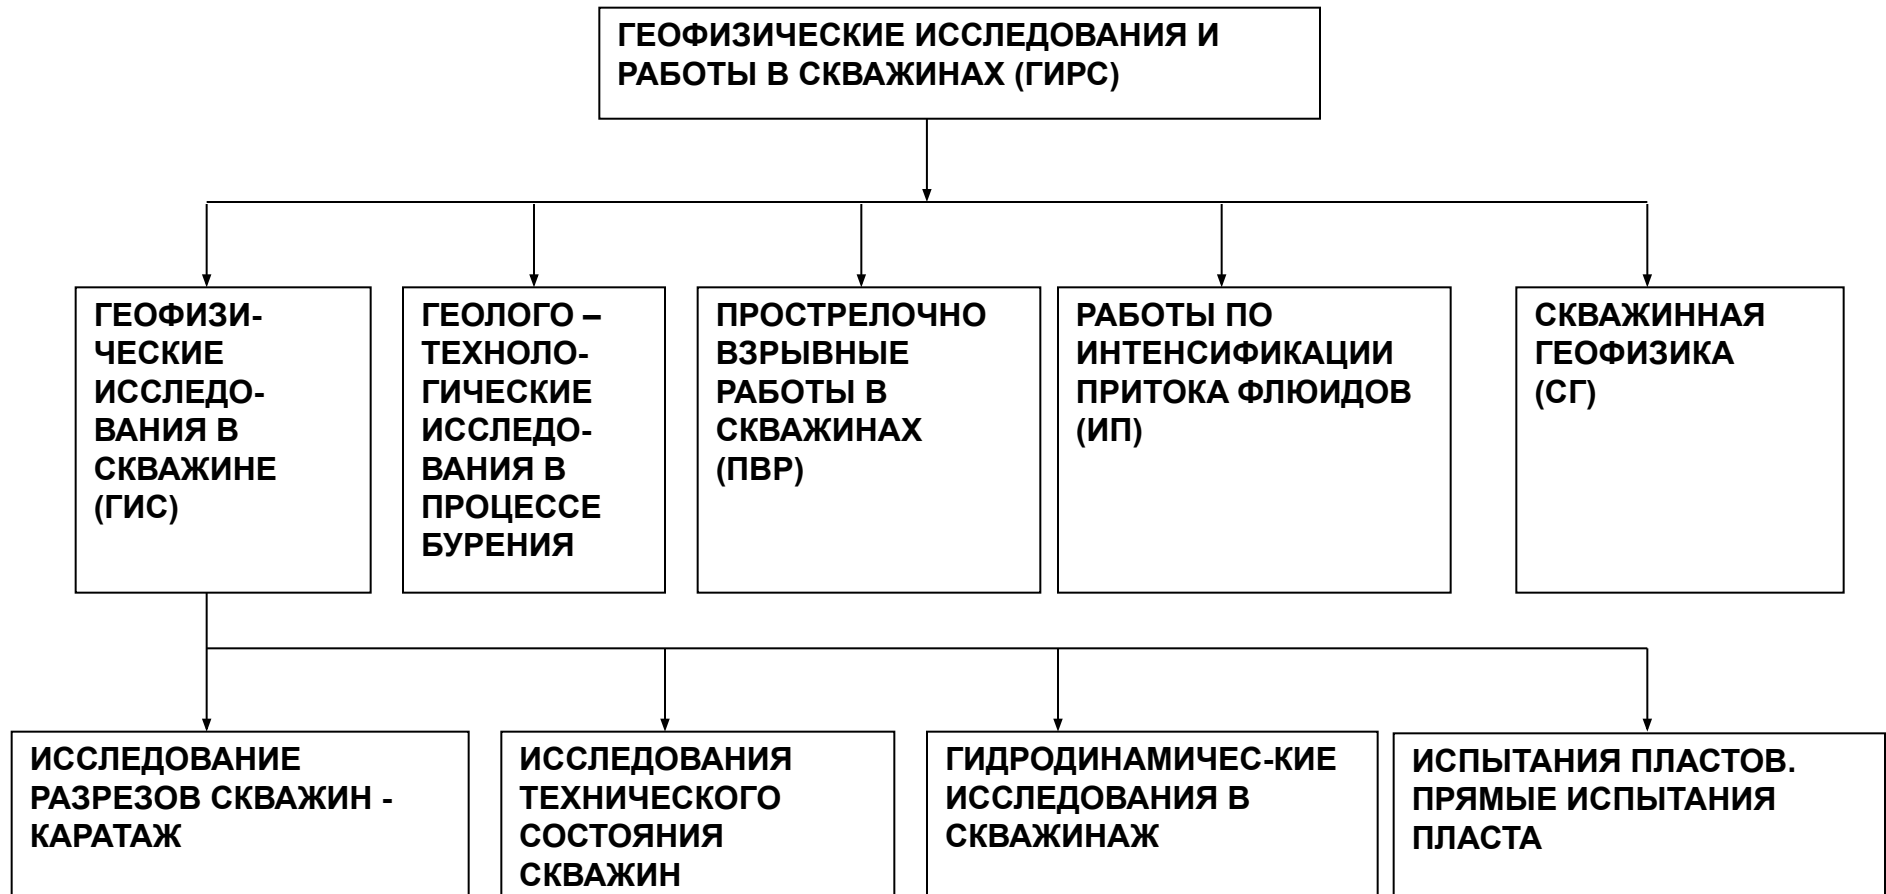 ГЕОФИЗИЧЕСКИЕ ИССЛЕДОВАНИЯ И
РАБОТЫ В СКВАЖИНАХ (ГИРС)
ГЕОФИЗИ-
ЧЕСКИЕ
ИССЛЕДО-
ВАНИЯ В
СКВАЖИНЕ
(ГИС)
ГЕОЛОГО –
ТЕХНОЛО-
ГИЧЕСКИЕ
ИССЛЕДО-
ВАНИЯ В
ПРОЦЕССЕ
БУРЕНИЯ
ПРОСТРЕЛОЧНО
ВЗРЫВНЫЕ
РАБОТЫ В
СКВАЖИНАХ
(ПВР)
РАБОТЫ ПО
ИНТЕНСИФИКАЦИИ
ПРИТОКА ФЛЮИДОВ
(ИП)
СКВАЖИННАЯ
ГЕОФИЗИКА
(СГ)
ИССЛЕДОВАНИЕ
РАЗРЕЗОВ СКВАЖИН -
КАРАТАЖ
ИССЛЕДОВАНИЯ
ТЕХНИЧЕСКОГО
СОСТОЯНИЯ
СКВАЖИН
ГИДРОДИНАМИЧЕС-КИЕ
ИССЛЕДОВАНИЯ В
СКВАЖИНАЖ
ИСПЫТАНИЯ ПЛАСТОВ.
ПРЯМЫЕ ИСПЫТАНИЯ
ПЛАСТА